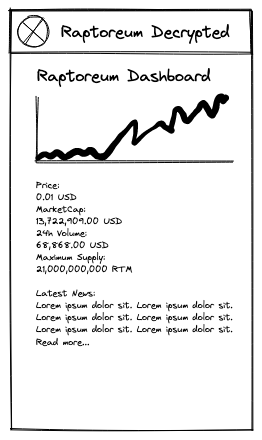 Raptoreum Decrypted
Raptoreum Dashboard
Price:
0.01 USD
MarketCap:
13,722,909.00 USD
24h Volume:
68,868.00 USD
Maximum Supply:
21,000,000,000 RTM
Latest News:
Lorem ipsum dolor sit. Lorem ipsum dolor sit.
Lorem ipsum dolor sit. Lorem ipsum dolor sit.
Lorem ipsum dolor sit. Lorem ipsum dolor sit.
Read more...